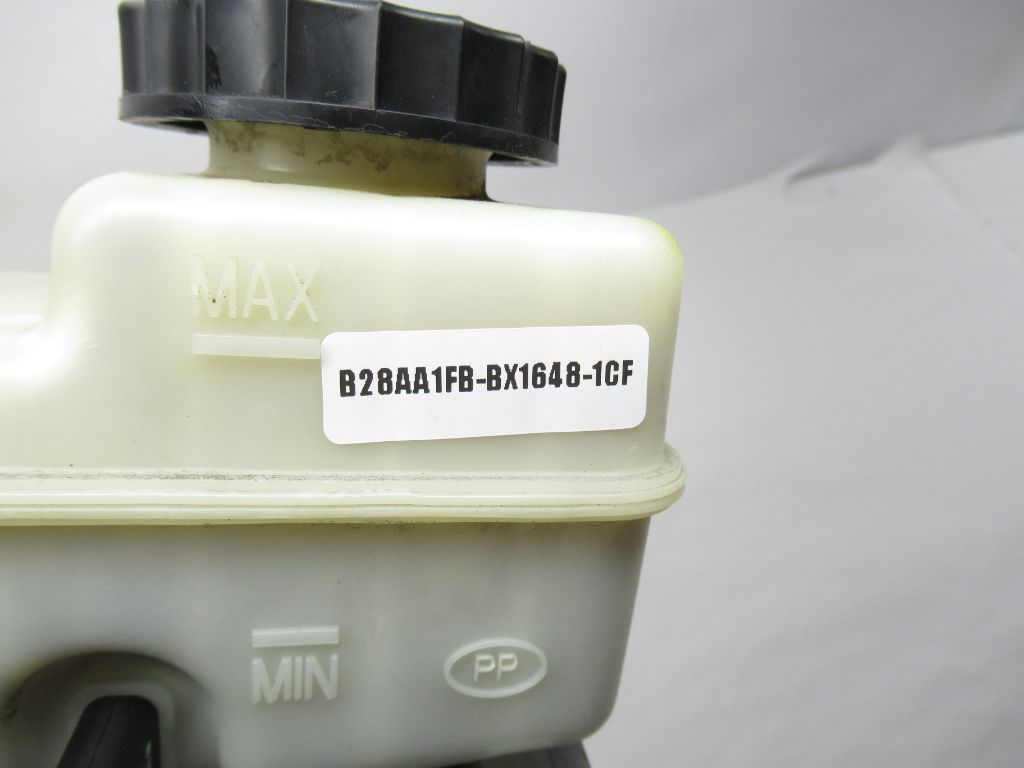 MAX
B28AA1FB-BX1648-1CF
MIN
PP